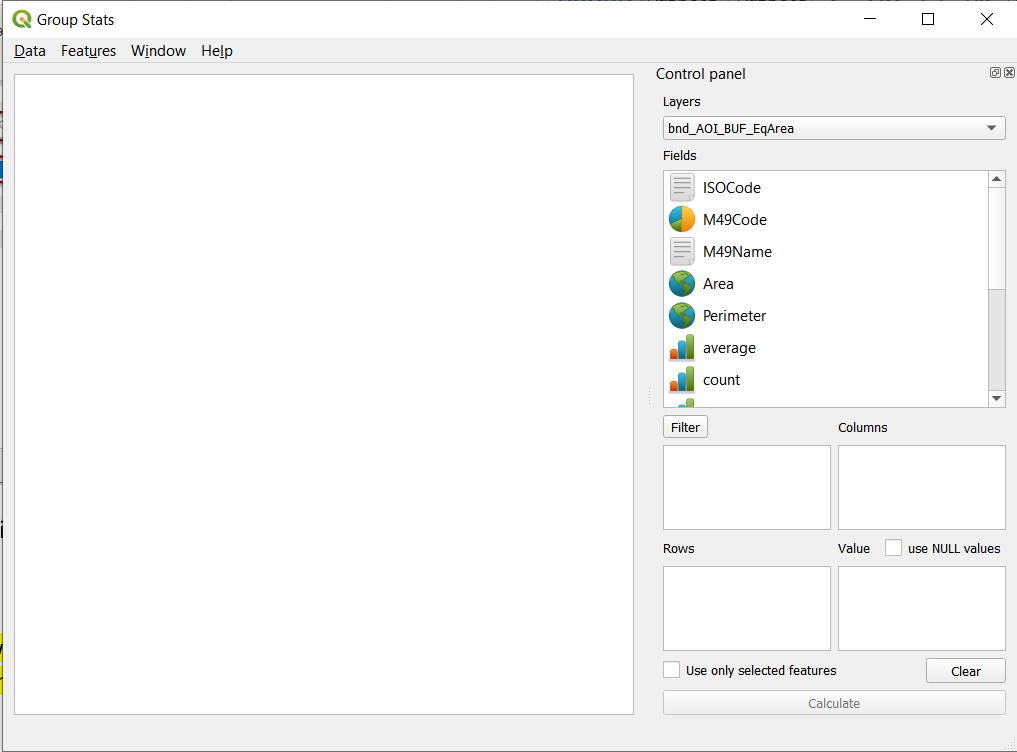 Group Stats
Data Features Window Help
Control panel
Layers
bnd_AOI_BUF_EqArea
Fields
ISOCode
M49Code
M49Name
Area
Perimeter
average
count
Filter Columns
Rows Value use NULL values
Use only selected features Clear
Calculate